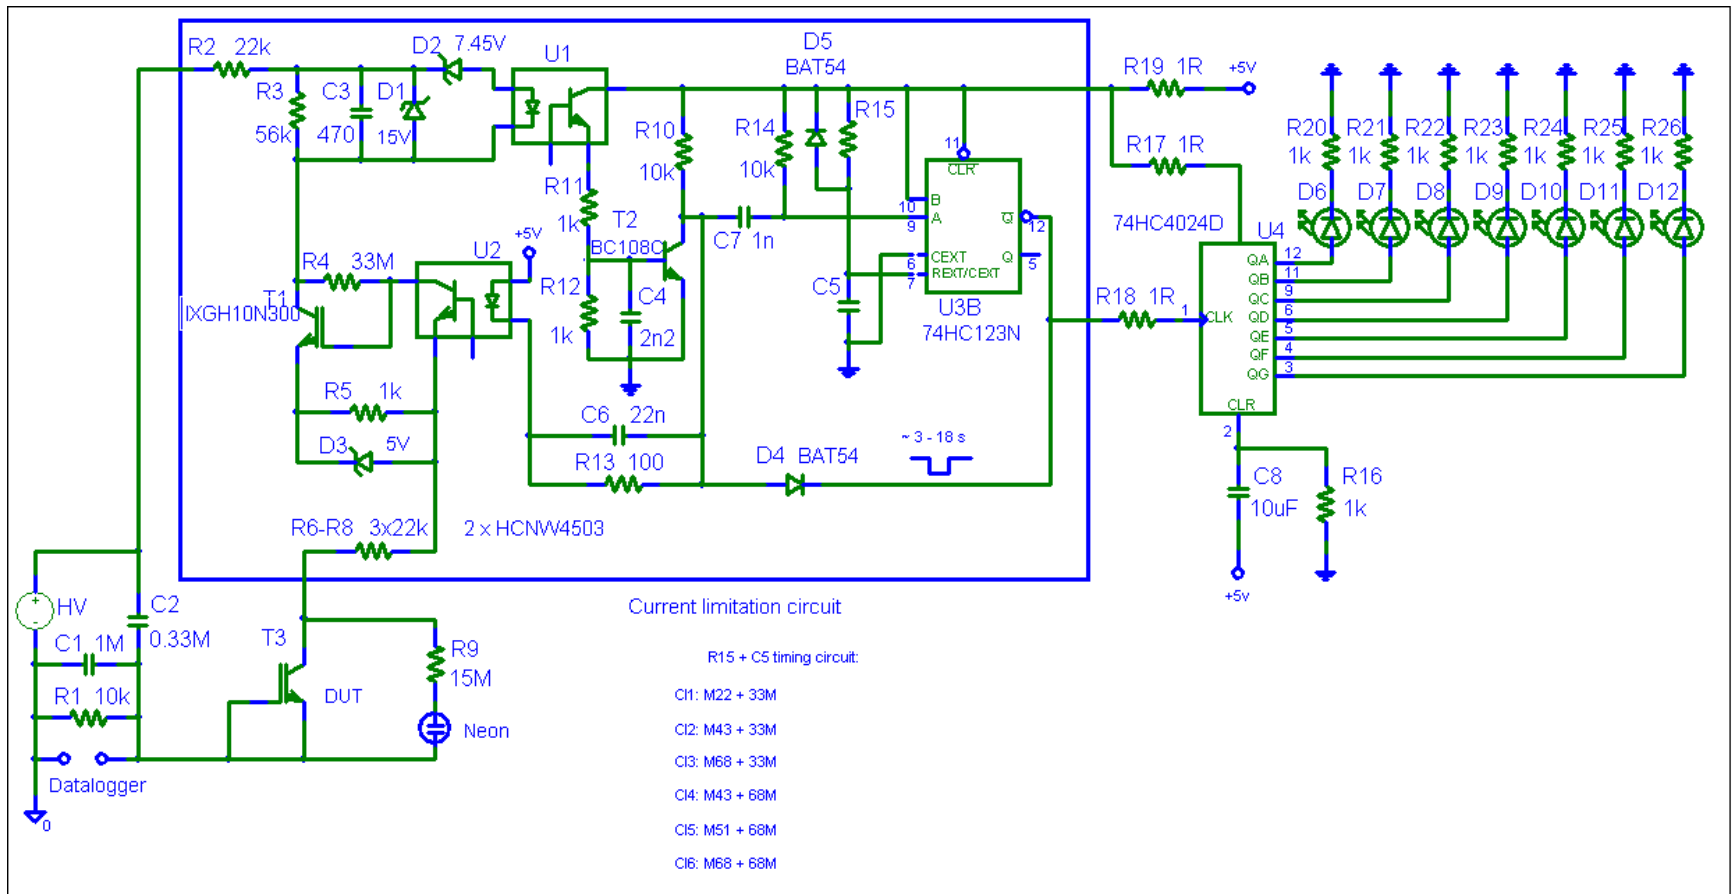 R2 22k
D2 7.45V
U1
D5
BAT54
R19 1R
+5V
R3
56k
C3
470
D1
15V
R10
10k
R14
10k
R15
R17 1R
R20
1k
R21
1k
R22
1k
R23
1k
R24
1k
R25
1k
R26
1k
D6
D7
D8
D9
D10
D11
D12
11
CLR
10
B
9
A
6
CEXT
7
REXT/CEXT
Q
12
Q
5
U3B
74HC123N
R11
1k
T2
BC108C
C7 1n
+5V
U2
R4 33M
T1
IXGH10N300
R12
1k
C4
2n2
C5
74HC4024D
U4
R18 1R
1
CLK
QA
12
QB
11
QC
9
QD
6
QE
5
QF
4
QG
3
CLR
2
R5 1k
D3 5V
C6 22n
R13 100
D4 BAT54
~ 3 - 18 s
C8
10uF
R16
1k
+5V
R6-R8 3x22k
2 x HCNW4503
HV
+
-
C2
0.33M
C1 1M
R1 10k
T3
DUT
R9
15M
Neon
Datalogger
0
Current limitation circuit
R15 + C5 timing circuit:
CI1: M22 + 33M
CI2: M43 + 33M
CI3: M68 + 33M
CI4: M43 + 68M
CI5: M51 + 68M
CI6: M68 + 68M